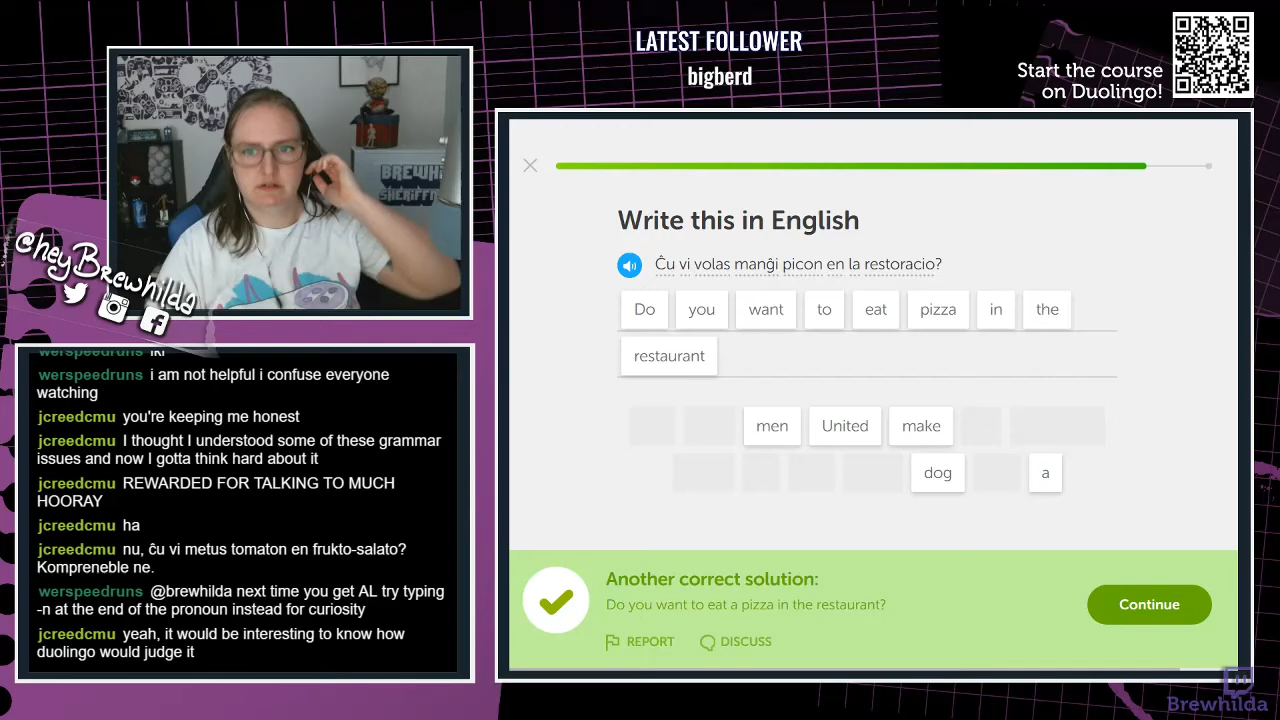 LATEST FOLLOWER
bigberd
Start the course
on Duolingo!
BREWHI
SHERIFFN
@heyBrewhilda
Write this in English
Ĉu vi volas manĝi picon en la restoracio?
Do you want to eat pizza in the
restaurant
men United make
dog a
Another correct solution:
Do you want to eat a pizza in the restaurant?
REPORT DISCUSS
Continue
werspeedruns i am not helpful i confuse everyone
watching
jcreedcmu you're keeping me honest
jcreedcmu I thought I understood some of these grammar
issues and now I gotta think hard about it
jcreedcmu REWARDED FOR TALKING TO MUCH
HOORAY
jcreedcmu ha
jcreedcmu nu, ĉu vi metus tomaton en frukto-salato?
Kompreneble ne.
werspeedruns @brewhilda next time you get AL try typing
-n at the end of the pronoun instead for curiosity
jcreedcmu yeah, it would be interesting to know how
duolingo would judge it
Brewhilda